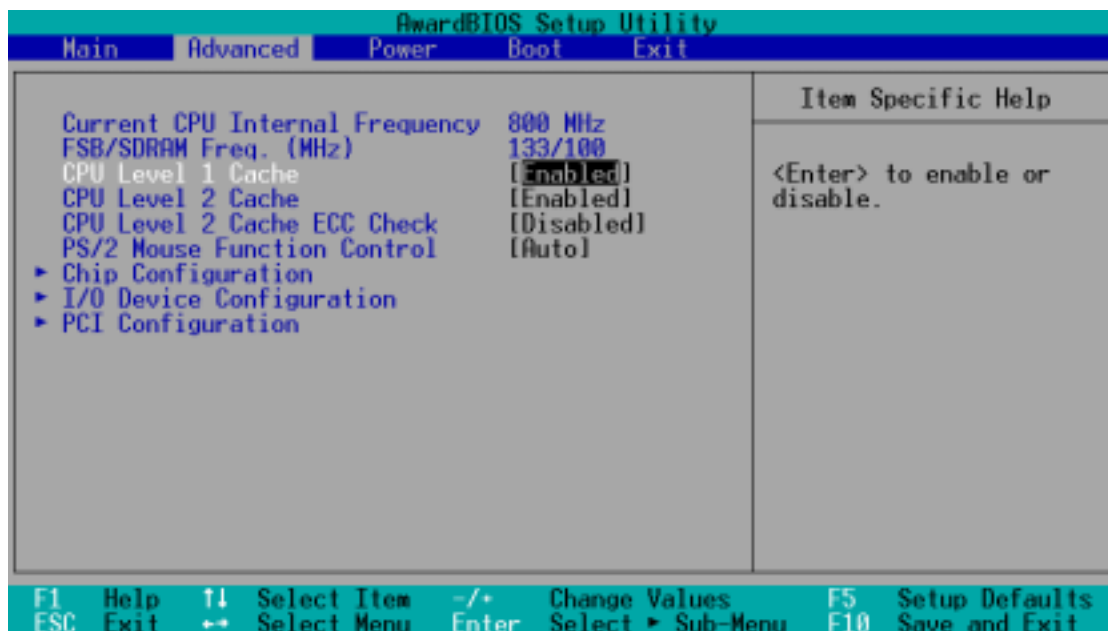 AwardBIOS Setup Utility
Main Advanced Power Boot Exit
Item Specific Help
Current CPU Internal Frequency 800 MHz
FSB/SDRAM Freq. (MHz) 133/100
CPU Level 1 Cache [Enabled]
CPU Level 2 Cache [Enabled]
CPU Level 2 Cache ECC Check [Disabled]
PS/2 Mouse Function Control [Auto]
► Chip Configuration
► I/O Device Configuration
► PCI Configuration
<Enter> to enable or
disable.
F1 Help ↑↓ Select Item -/+ Change Values F5 Setup Defaults
ESC Exit ←→ Select Menu Enter Select ► Sub-Menu F10 Save and Exit